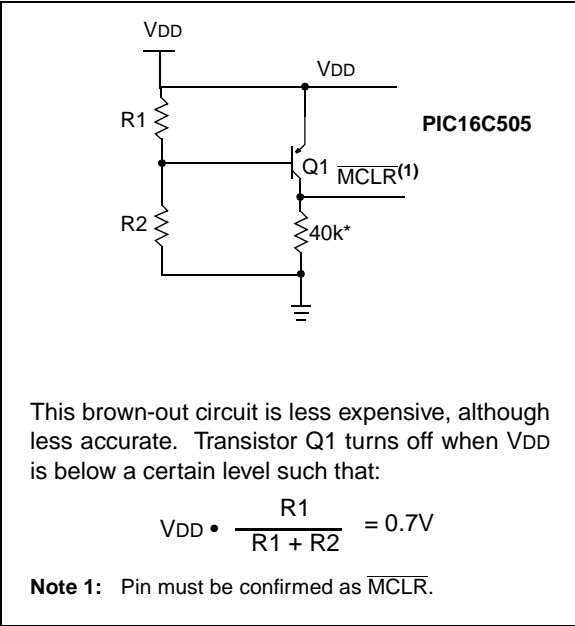 VDD
VDD
R1
PIC16C505
Q1
MCLR(1)
R2
40k*
This brown-out circuit is less expensive, although
less accurate. Transistor Q1 turns off when VDD
is below a certain level such that:
VDD • R1 / R1 + R2 = 0.7V
Note 1: Pin must be confirmed as MCLR.